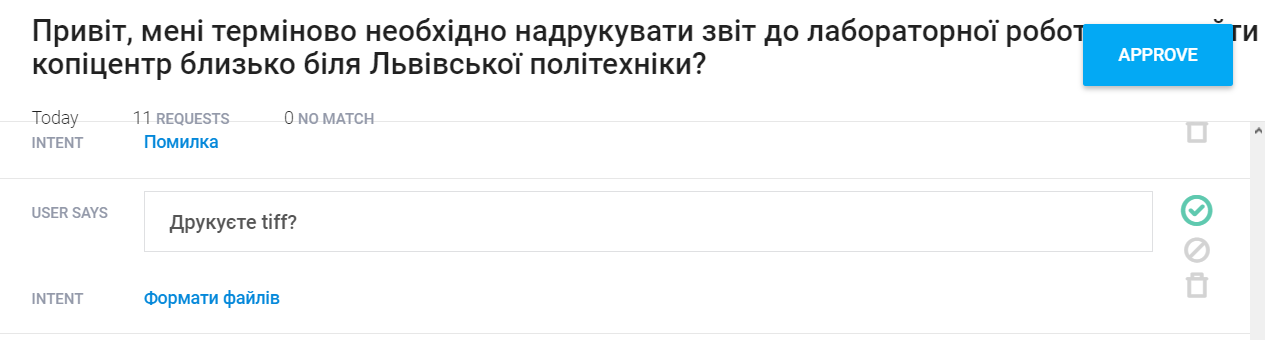 Привіт, мені терміново необхідно надрукувати звіт до лабораторної
копіцентр близько біля Львівської політехніки?
APPROVE
Today 11 REQUESTS 0 NO MATCH
INTENT Помилка
USER SAYS Друкуєте tiff?
INTENT Формати файлів